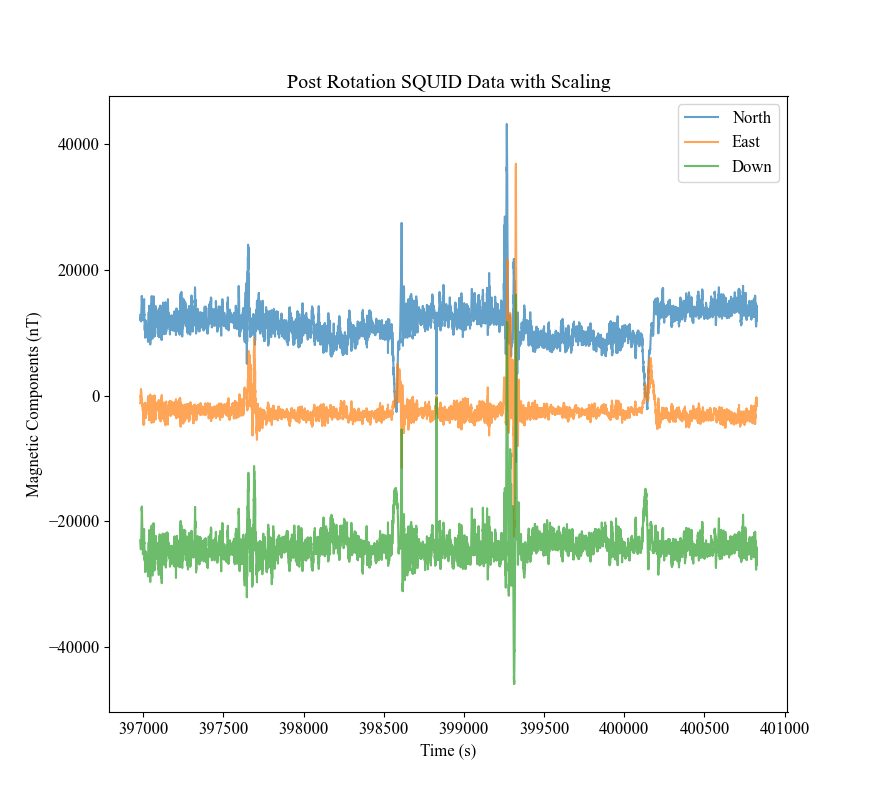 Post Rotation SQUID Data with Scaling
North
East
Down
Magnetic Components (nT)
40000
20000
0
−20000
−40000
397000 397500 398000 398500 399000 399500 400000 400500 401000
Time (s)